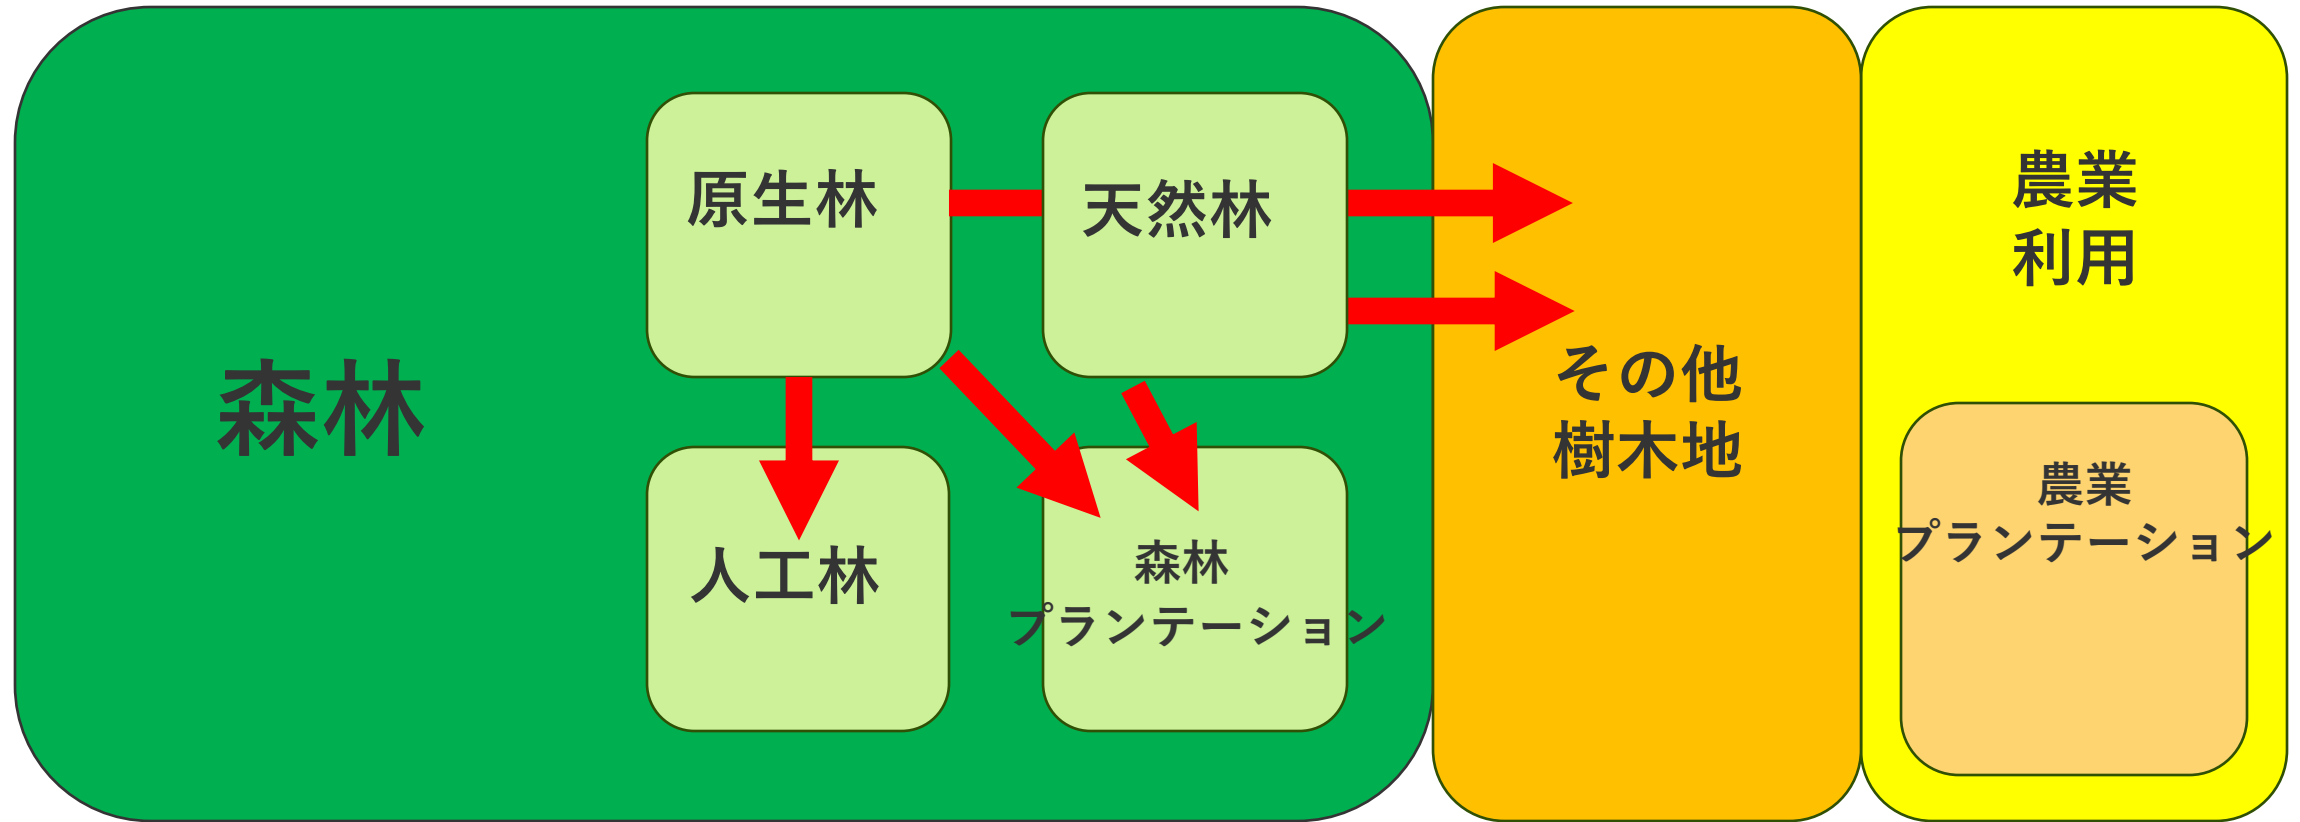 森林
原生林
天然林
人工林
森林
プランテーション
その他
樹木地
農業
利用
農業
プランテーション